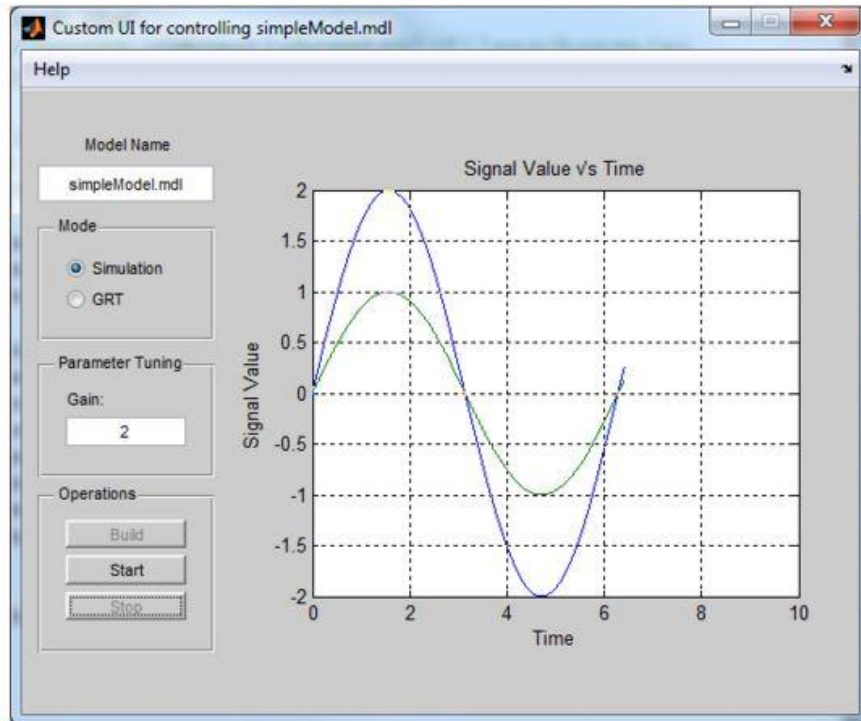 Custom UI for controlling simpleModel.mdl
Help
Model Name
simpleModel.mdl
Mode
Simulation
GRT
Parameter Tuning
Gain:
2
Operations
Build
Start
Stop
Signal Value v's Time
Signal Value
2
1.5
1
0.5
0
-0.5
-1
-1.5
-2
0 2 4 6 8 10
Time